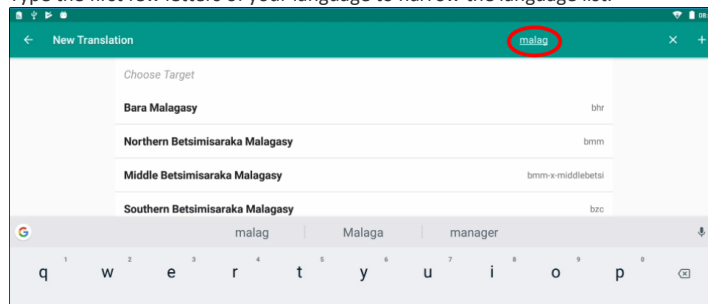 Type the first few letters of your language to narrow the language list.
08:
New Translation malag
Choose Target
Bara Malagasy bhr
Northern Betsimisaraka Malagasy bmm
Middle Betsimisaraka Malagasy bmm-x-middlebetsi
Southern Betsimisaraka Malagasy bzc
malag Malaga manager
q 1 w 2 e 3 r 4 t 5 y 6 u 7 i 8 o 9 p 0